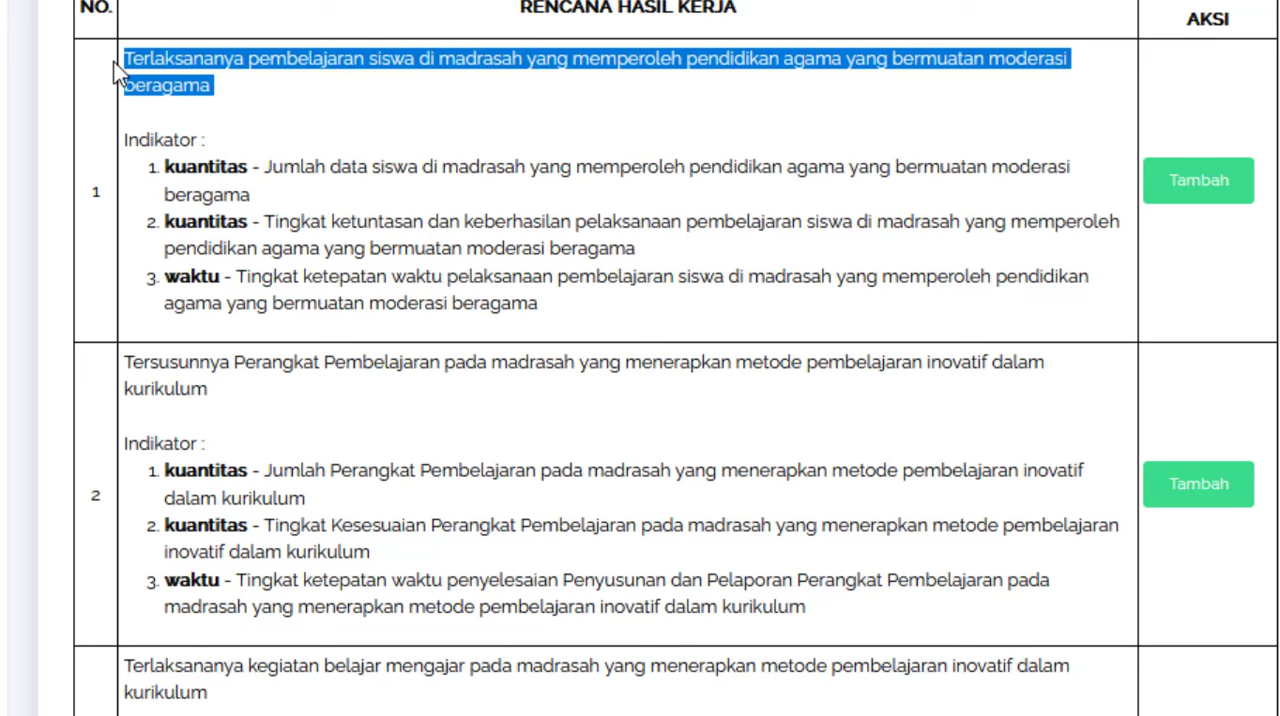 NO.
RENCANA HASIL KERJA
AKSI
1
Terlaksananya pembelajaran siswa di madrasah yang memperoleh pendidikan agama yang bermuatan moderasi
beragama
Indikator :
1. kuantitas - Jumlah data siswa di madrasah yang memperoleh pendidikan agama yang bermuatan moderasi
beragama
2. kuantitas - Tingkat ketuntasan dan keberhasilan pelaksanaan pembelajaran siswa di madrasah yang memperoleh
pendidikan agama yang bermuatan moderasi beragama
3. waktu - Tingkat ketepatan waktu pelaksanaan pembelajaran siswa di madrasah yang memperoleh pendidikan
agama yang bermuatan moderasi beragama
Tambah
2
Tersusunnya Perangkat Pembelajaran pada madrasah yang menerapkan metode pembelajaran inovatif dalam
kurikulum
Indikator :
1. kuantitas - Jumlah Perangkat Pembelajaran pada madrasah yang menerapkan metode pembelajaran inovatif
dalam kurikulum
2. kuantitas - Tingkat Kesesuaian Perangkat Pembelajaran pada madrasah yang menerapkan metode pembelajaran
inovatif dalam kurikulum
3. waktu - Tingkat ketepatan waktu penyelesaian Penyusunan dan Pelaporan Perangkat Pembelajaran pada
madrasah yang menerapkan metode pembelajaran inovatif dalam kurikulum
Tambah
Terlaksananya kegiatan belajar mengajar pada madrasah yang menerapkan metode pembelajaran inovatif dalam
kurikulum